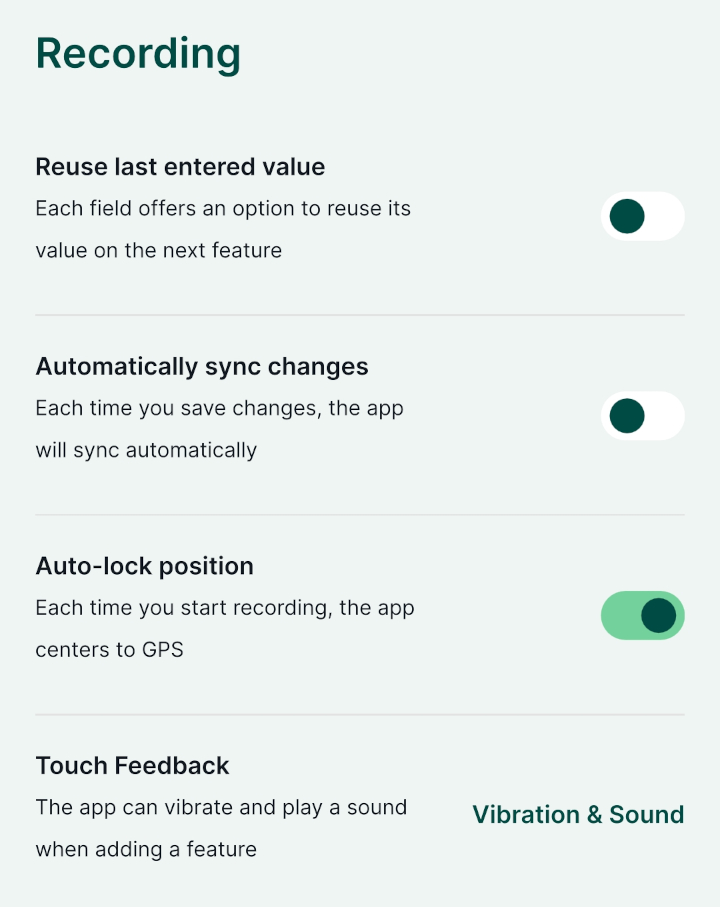 Recording
Reuse last entered value
Each field offers an option to reuse its
value on the next feature
Automatically sync changes
Each time you save changes, the app
will sync automatically
Auto-lock position
Each time you start recording, the app
centers to GPS
Touch Feedback
The app can vibrate and play a sound
when adding a feature
Vibration & Sound